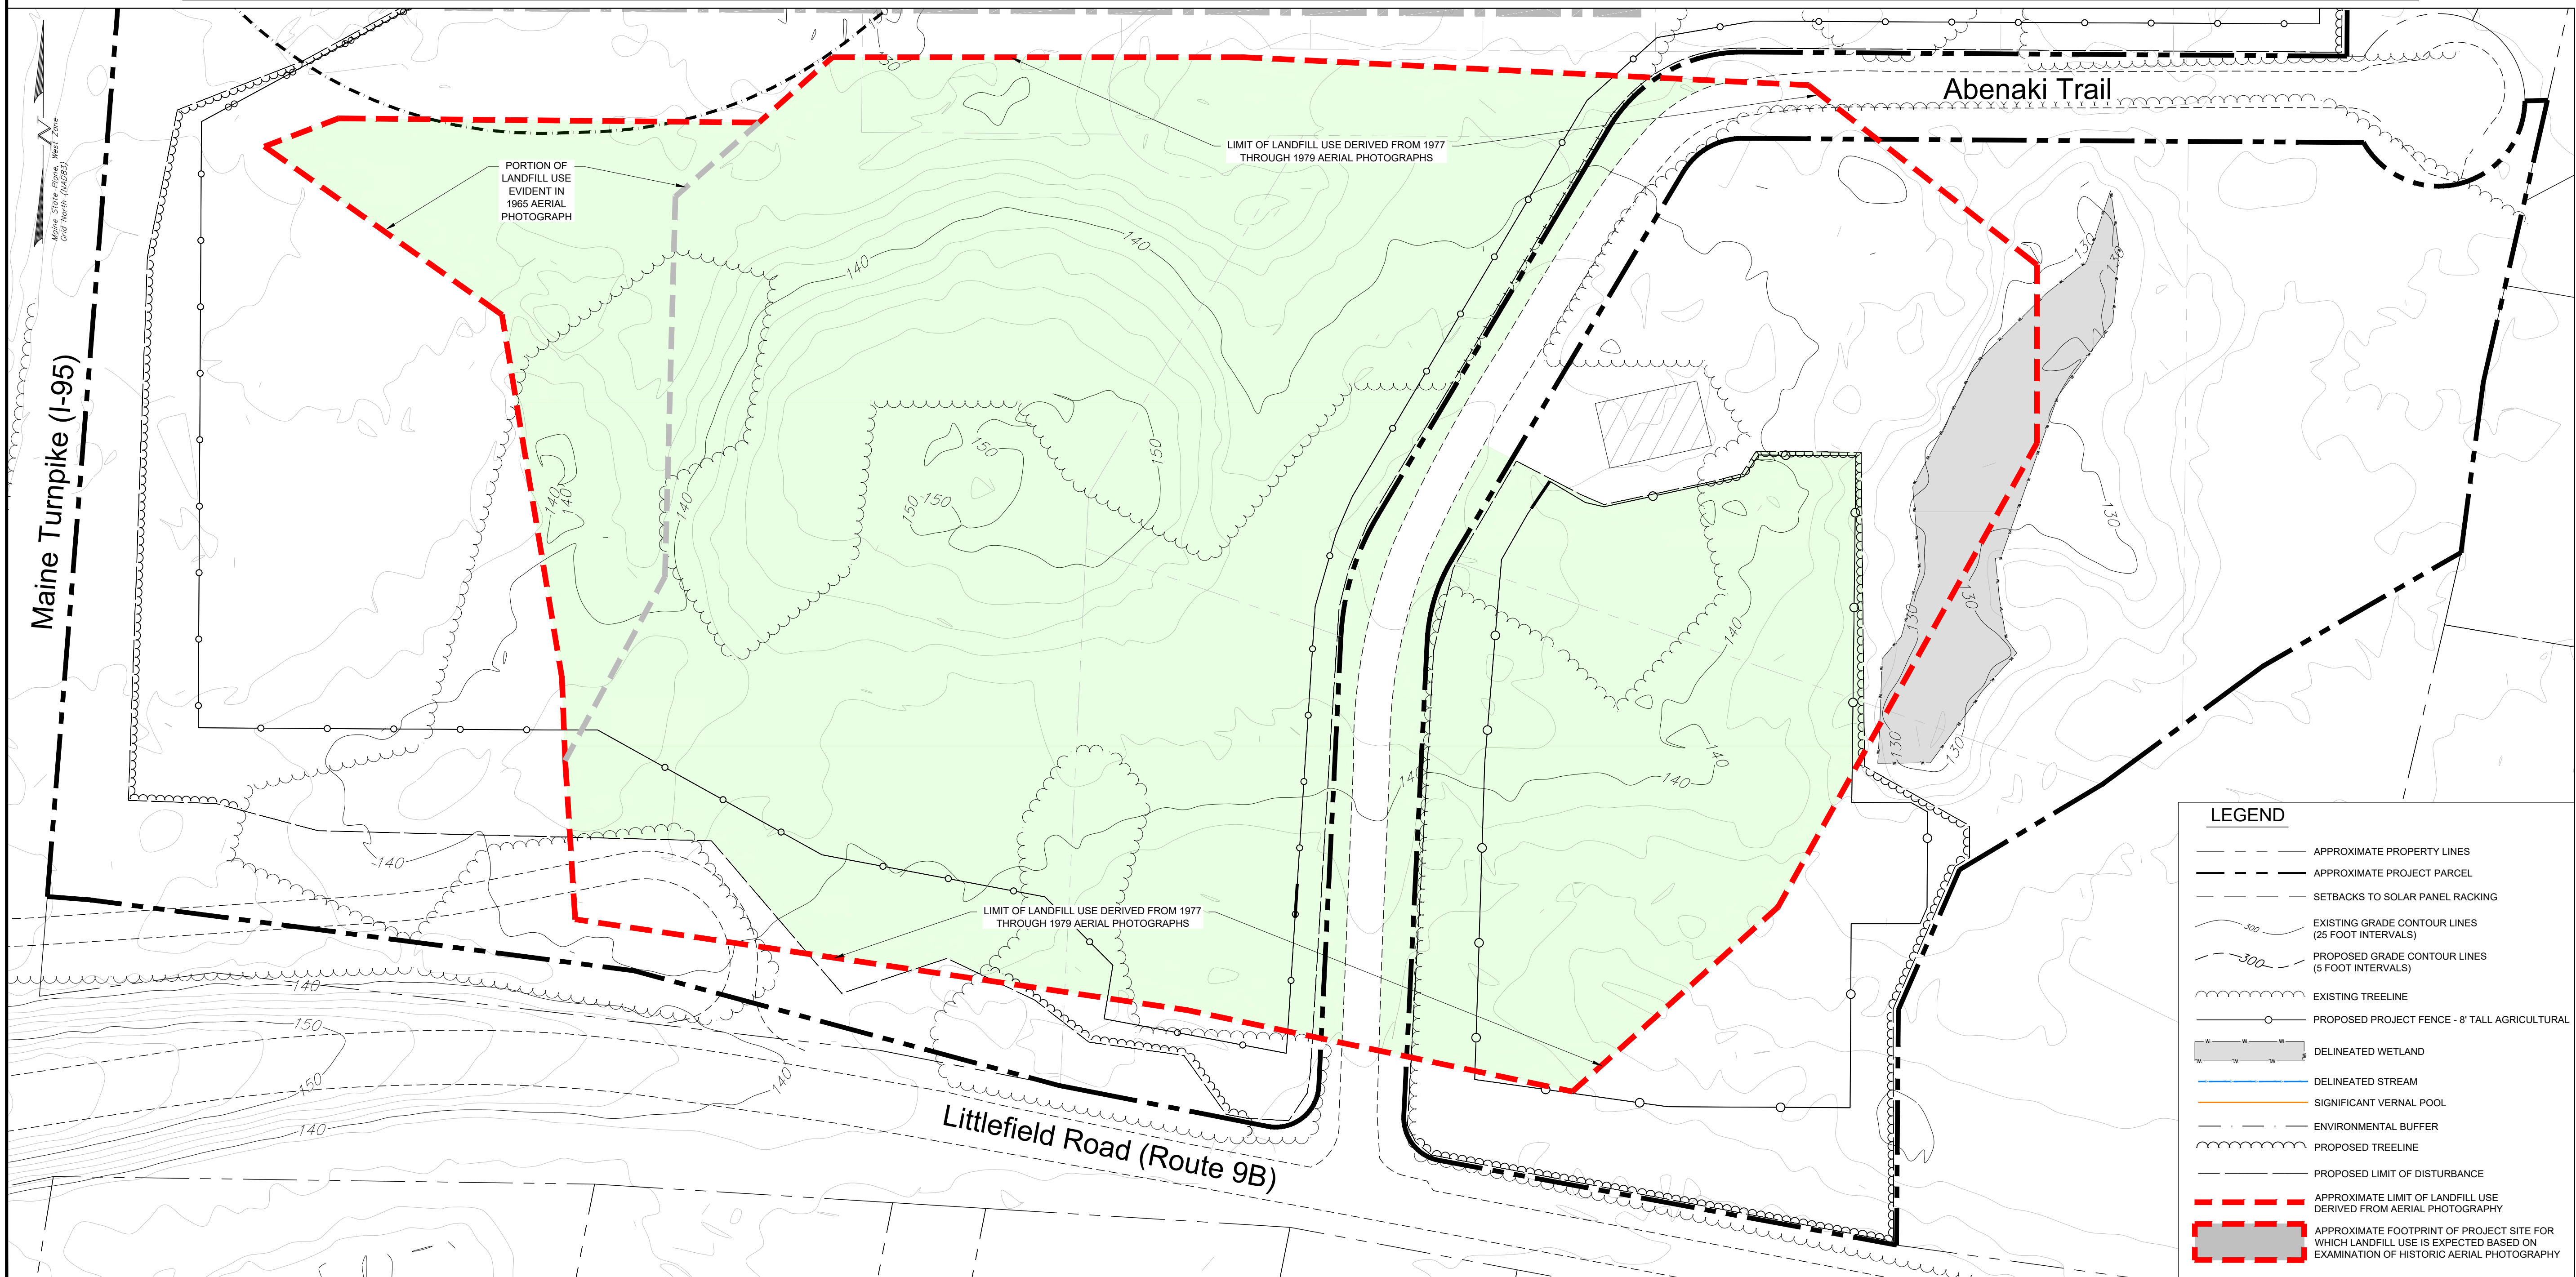 Maine State Plane, West Zone
Grid North (NAD83)
N
Maine Turnpike (I-95)
Abenaki Trail
Littlefield Road (Route 9B)
PORTION OF
LANDFILL USE
EVIDENT IN
1965 AERIAL
PHOTOGRAPH
LIMIT OF LANDFILL USE DERIVED FROM 1977
THROUGH 1979 AERIAL PHOTOGRAPHS
LIMIT OF LANDFILL USE DERIVED FROM 1977
THROUGH 1979 AERIAL PHOTOGRAPHS
130
140
140
130
130
150
150
150
150
140
140
140
130
130
130
140
140
140
140
130
130
140
140
150
150
140
140
LEGEND
APPROXIMATE PROPERTY LINES
APPROXIMATE PROJECT PARCEL
SETBACKS TO SOLAR PANEL RACKING
300
EXISTING GRADE CONTOUR LINES
(25 FOOT INTERVALS)
300
PROPOSED GRADE CONTOUR LINES
(5 FOOT INTERVALS)
EXISTING TREELINE
PROPOSED PROJECT FENCE - 8' TALL AGRICULTURAL
DELINEATED WETLAND
DELINEATED STREAM
SIGNIFICANT VERNAL POOL
ENVIRONMENTAL BUFFER
PROPOSED TREELINE
PROPOSED LIMIT OF DISTURBANCE
APPROXIMATE LIMIT OF LANDFILL USE
DERIVED FROM AERIAL PHOTOGRAPHY
APPROXIMATE FOOTPRINT OF PROJECT SITE FOR
WHICH LANDFILL USE IS EXPECTED BASED ON
EXAMINATION OF HISTORIC AERIAL PHOTOGRAPHY